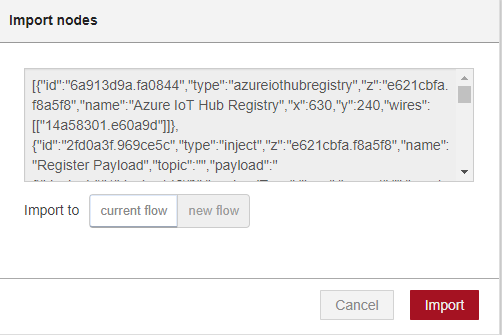 Import nodes
[{"id":"6a913d9a.fa0844","type":"azureiothubregistry","z":"e621cbfa.
f8a5f8","name":"Azure IoT Hub Registry","x":630,"y":240,"wires":
[["14a58301.e60a9d"]]},
{"id":"2fd0a3f.969ce5c","type":"inject","z":"e621cbfa.f8a5f8","name":
"Register Payload","topic":"","payload":"
Import to current flow new flow
Cancel Import